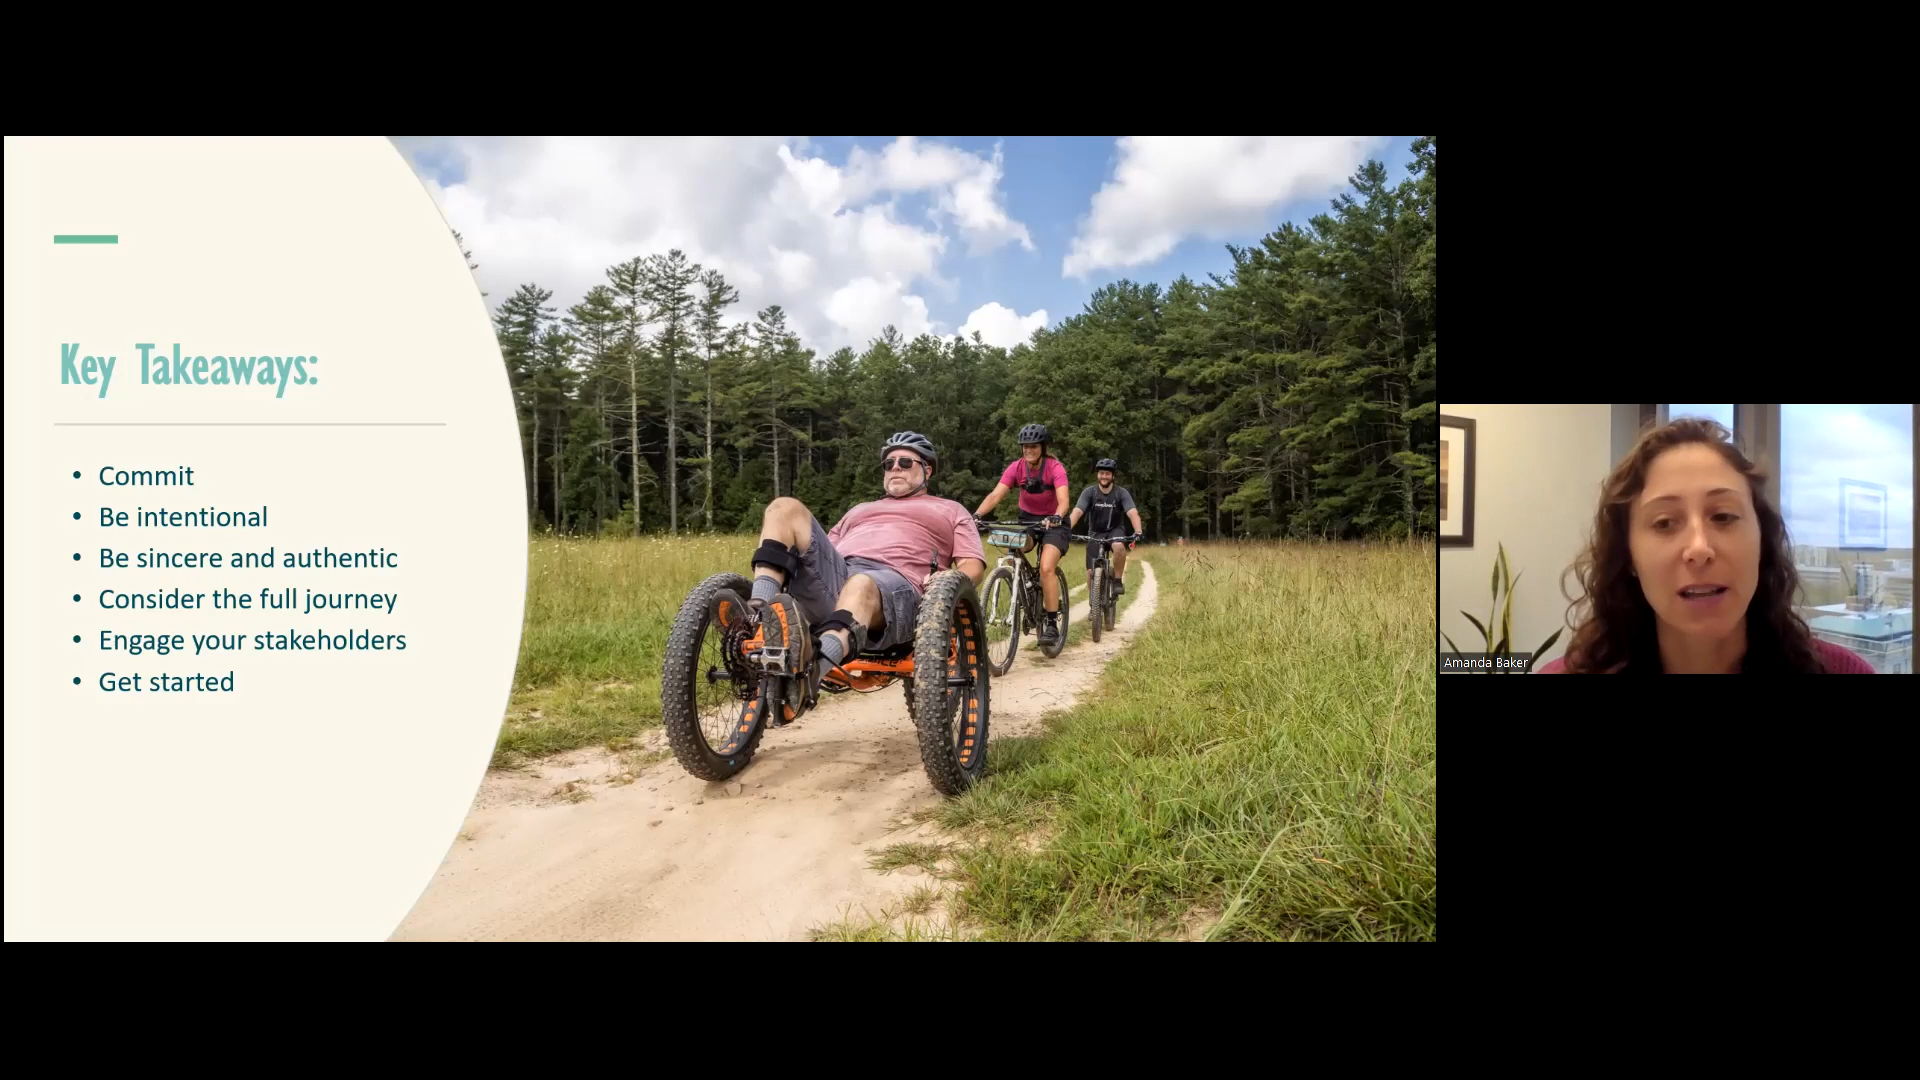 Key Takeaways:
• Commit
• Be intentional
• Be sincere and authentic
• Consider the full journey
• Engage your stakeholders
• Get started
Amanda Baker